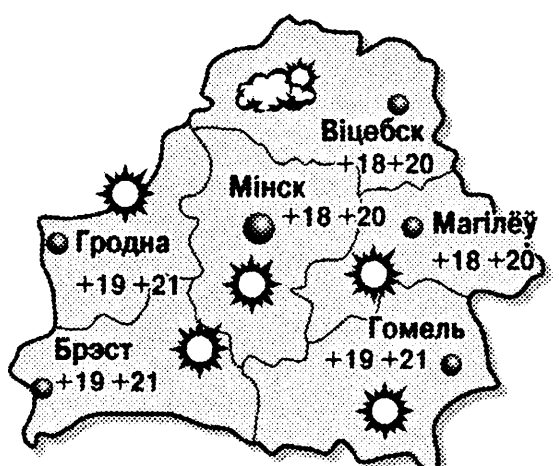 Віцебск
+18+20
Мінск
+18 +20
Магілёў
+18 +20
Гродна
+19 +21
Гомель
+19 +21
Брэст
+19 +21